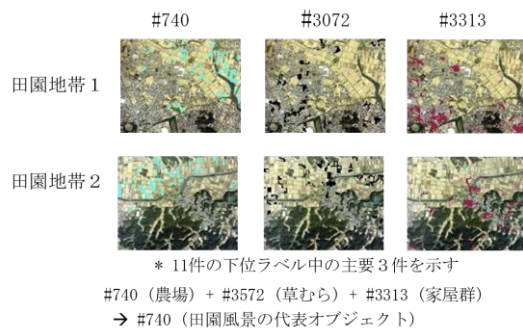 #740 #3072 #3313
田園地帯１
田園地帯２
* 11件の下位ラベル中の主要３件を示す
#740（農場）+ #3572（草むら）+ #3313（家屋群）
→ #740（田園風景の代表オブジェクト）